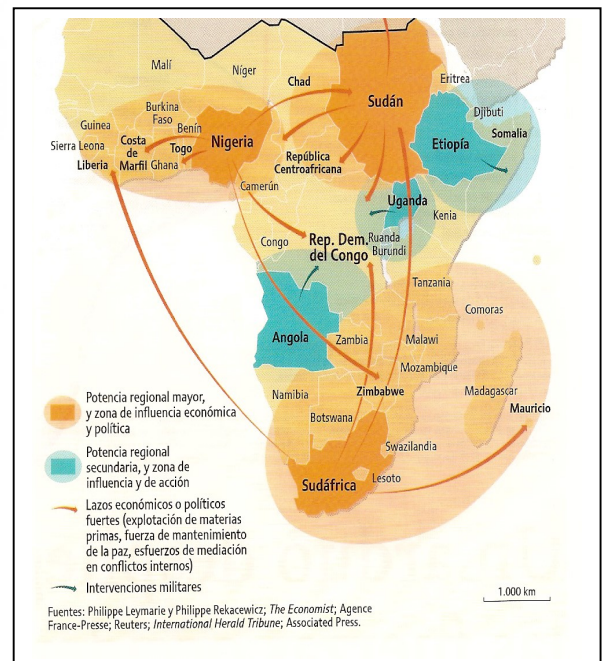 Malí
Níger
Chad
Sudán
Eritrea
Djibuti
Burkina
Faso
Benín
Guinea
Sierra Leona
Costa
de
Marfil
Togo
Nigeria
Liberia
Ghana
República
Centroafricana
Etiopía
Somalia
Camerún
Uganda
Kenia
Congo
Rep. Dem.
del Congo
Ruanda
Burundi
Tanzania
Comoras
Angola
Zambia
Malawi
Mozambique
Zimbabwe
Namibia
Botswana
Madagascar
Mauricio
Swazilandia
Sudáfrica
Lesoto
Potencia regional mayor,
y zona de influencia económica
y política
Potencia regional
secundaria, y zona de
influencia y de acción
Lazos económicos o políticos
fuertes (explotación de materias
primas, fuerza de mantenimiento
de la paz, esfuerzos de mediación
en conflictos internos)
Intervenciones militares
1.000 km
Fuentes: Philippe Leymarie y Philippe Rekacewicz; The Economist; Agence
France-Presse; Reuters; International Herald Tribune; Associated Press.